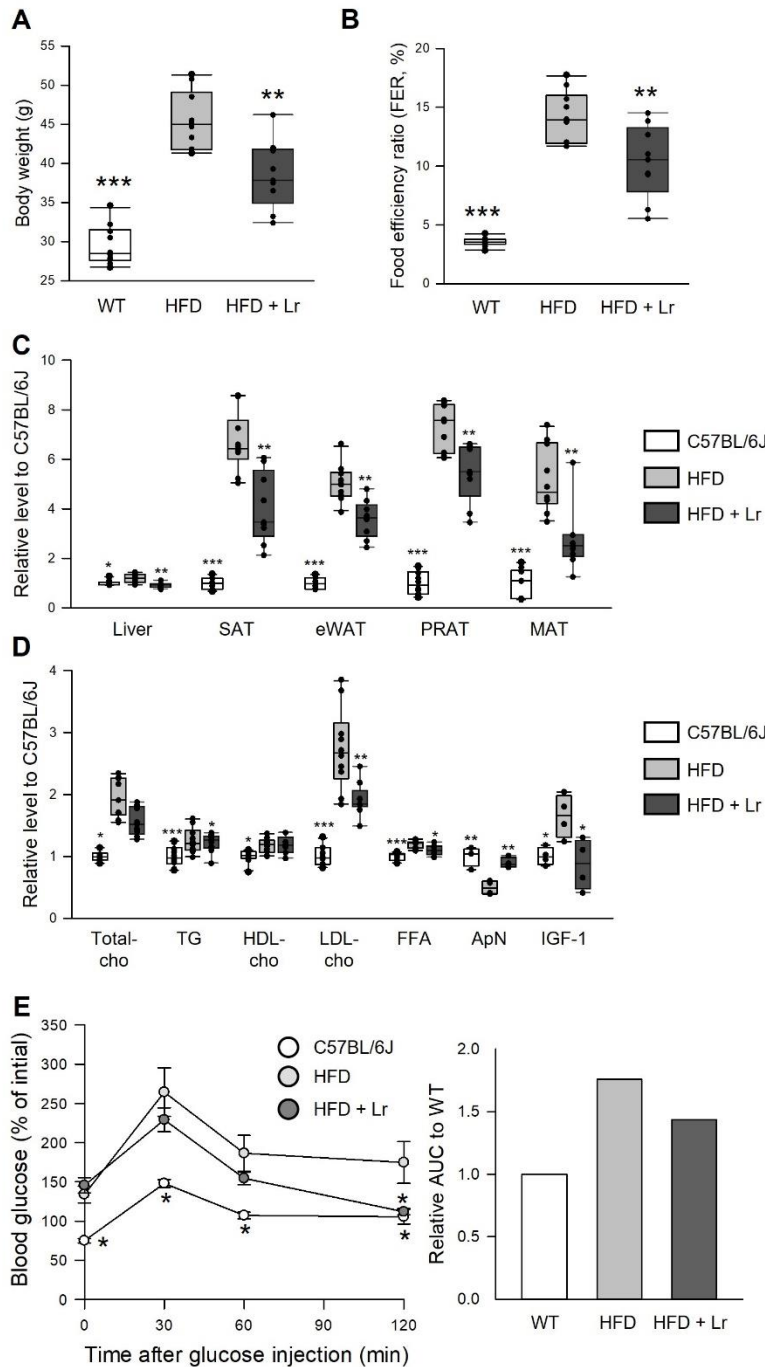 A
Body weight (g)
55
50
45
40
35
30
25
***
**
WT HFD HFD + Lr
B
Food efficiency ratio (FER, %)
20
15
10
5
0
***
**
WT HFD HFD + Lr
C
Relative level to C57BL/6J
10
8
6
4
2
0
* ** *** ** *** ** *** ** *** **
Liver SAT eWAT PRAT MAT
C57BL/6J
HFD
HFD + Lr
D
Relative level to C57BL/6J
4
3
2
1
0
* *** * * *** ** *** * ** ** * *
Total-cho TG HDL-cho LDL-cho FFA ApN IGF-1
C57BL/6J
HFD
HFD + Lr
E
Blood glucose (% of intial)
350
300
250
200
150
100
50
0
C57BL/6J
HFD
HFD + Lr
* * * * *
0 30 60 90 120
Time after glucose injection (min)
Relative AUC to WT
2.0
1.5
1.0
0.5
0.0
WT HFD HFD + Lr